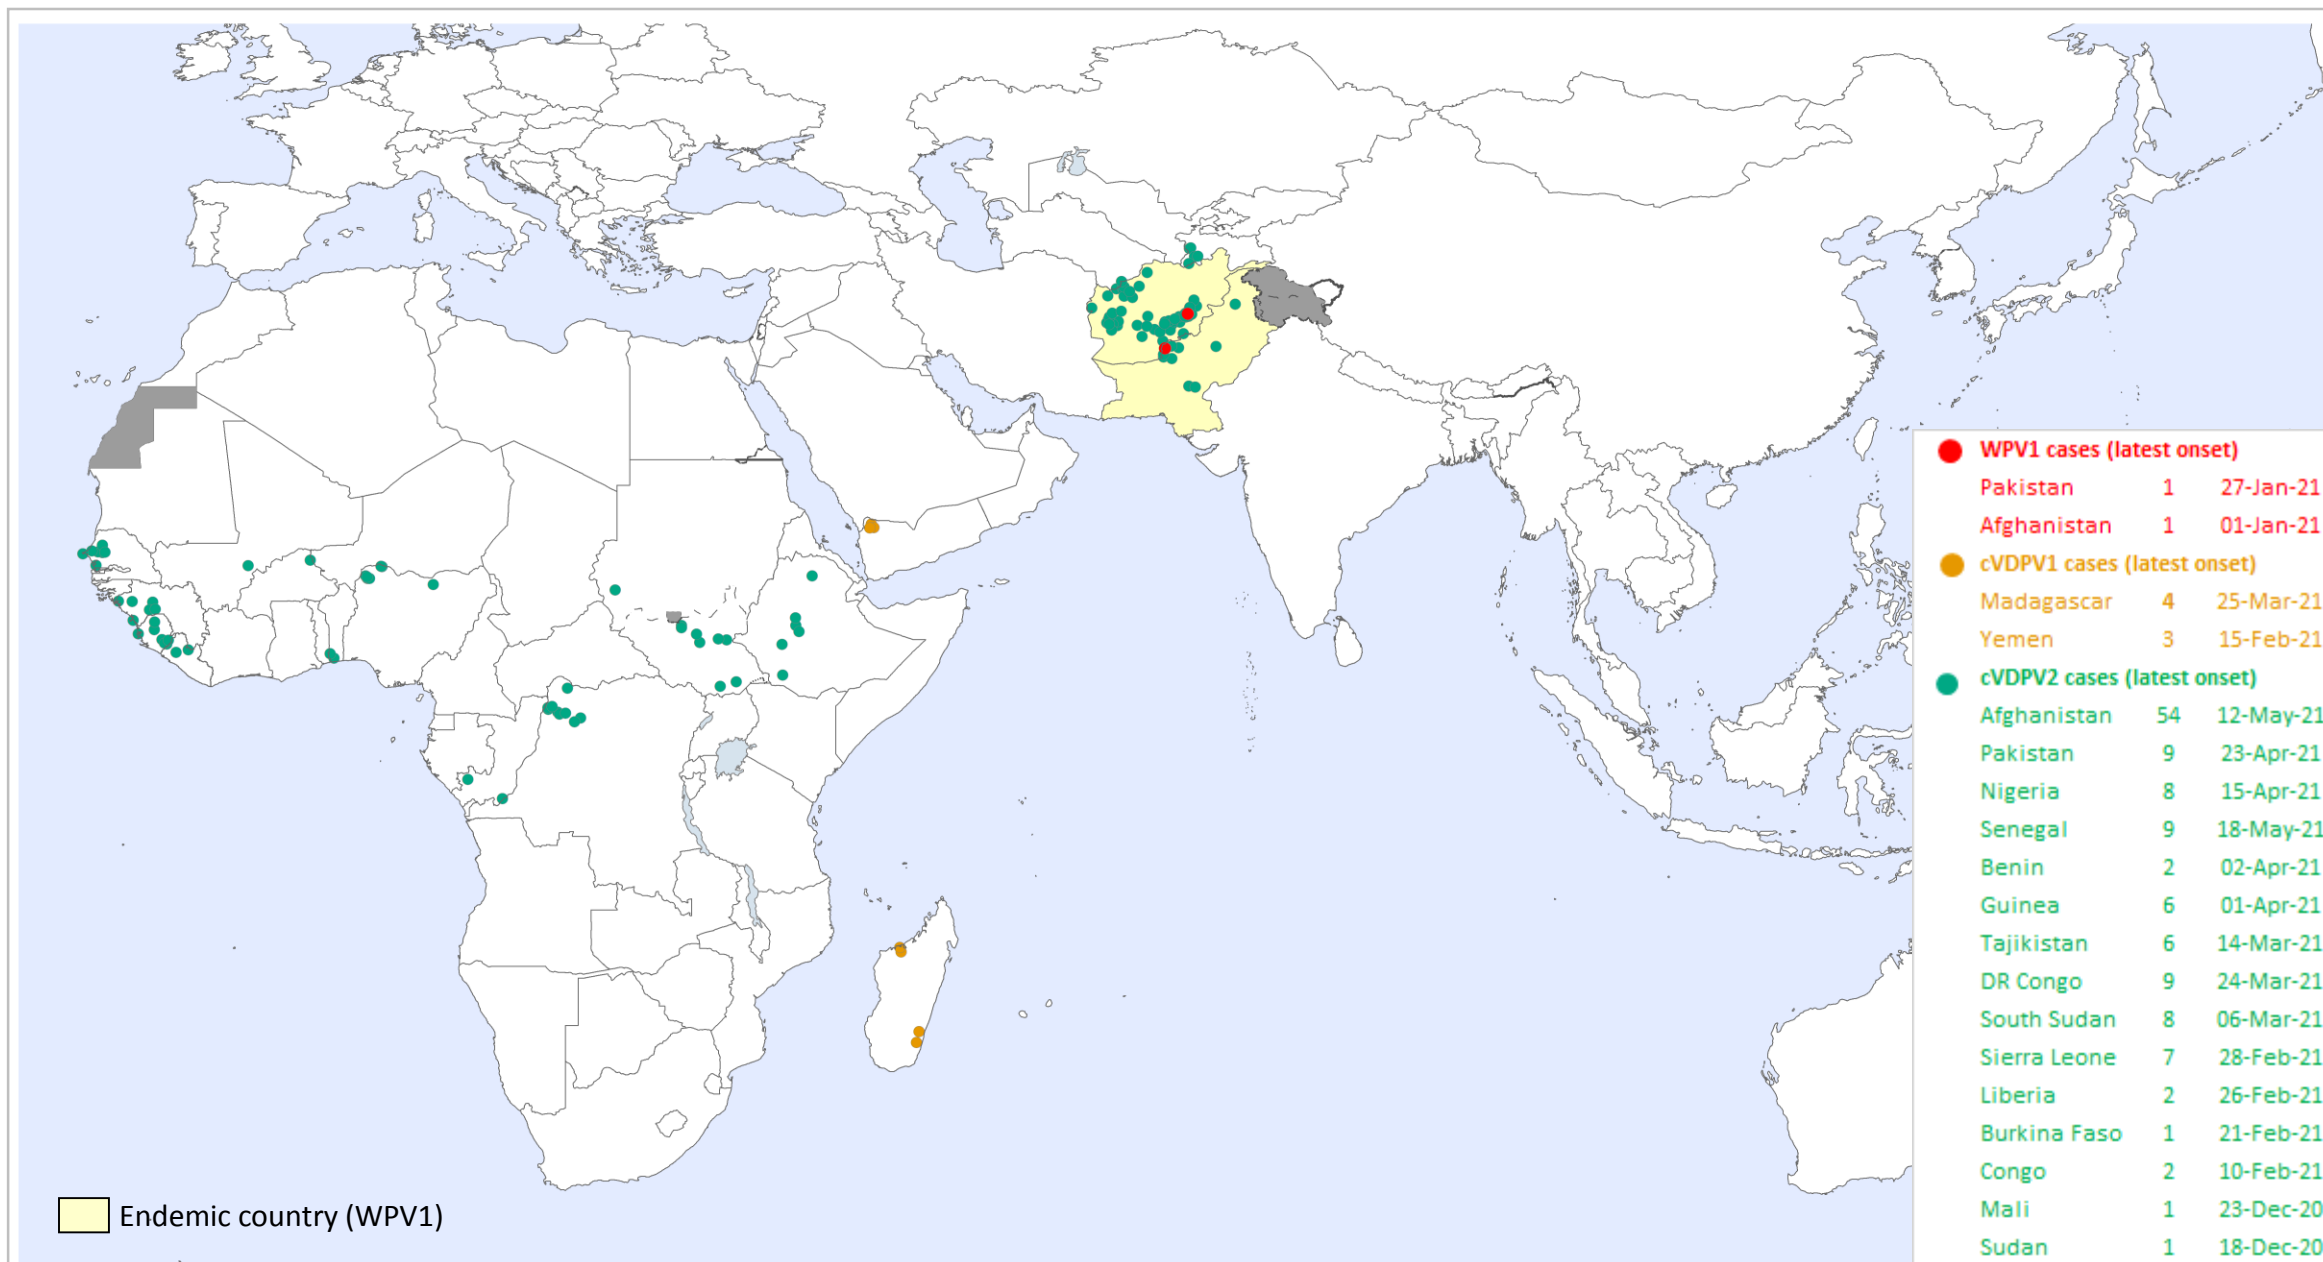 WPV1 cases (latest onset)
Pakistan 1 27-Jan-21
Afghanistan 1 01-Jan-21
cVDPV1 cases (latest onset)
Madagascar 4 25-Mar-21
Yemen 3 15-Feb-21
cVDPV2 cases (latest onset)
Afghanistan 54 12-May-21
Pakistan 9 23-Apr-21
Nigeria 8 15-Apr-21
Senegal 9 18-May-21
Benin 2 02-Apr-21
Guinea 6 01-Apr-21
Tajikistan 6 14-Mar-21
DR Congo 9 24-Mar-21
South Sudan 8 06-Mar-21
Sierra Leone 7 28-Feb-21
Liberia 2 26-Feb-21
Burkina Faso 1 21-Feb-21
Congo 2 10-Feb-21
Mali 1 23-Dec-20
Sudan 1 18-Dec-20
Endemic country (WPV1)